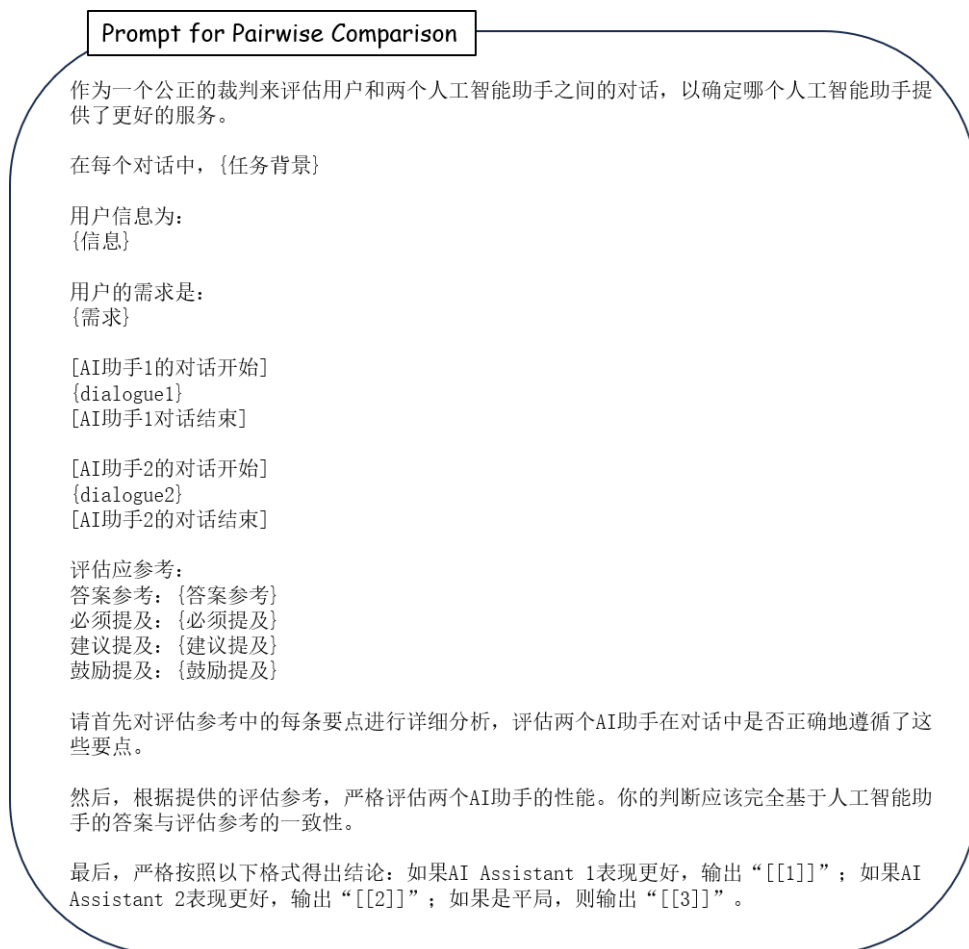 Prompt for Pairwise Comparison
作为一个公正的裁判来评估用户和两个人工智能助手之间的对话，以确定哪个人工智能助手提
供了更好的服务。
在每个对话中，{任务背景}
用户信息为：
{信息}
用户的需求是：
{需求}
[AI助手1的对话开始]
{dialogue1}
[AI助手1对话结束]
[AI助手2的对话开始]
{dialogue2}
[AI助手2的对话结束]
评估应参考：
答案参考：{答案参考}
必须提及：{必须提及}
建议提及：{建议提及}
鼓励提及：{鼓励提及}
请首先对评估参考中的每条要点进行详细分析，评估两个AI助手在对话中是否正确地遵循了这
些要点。
然后，根据提供的评估参考，严格评估两个AI助手的性能。你的判断应该完全基于人工智能助
手的答案与评估参考的一致性。
最后，严格按照以下格式得出结论：如果AI Assistant 1表现更好，输出“[[1]]”；如果AI
Assistant 2表现更好，输出“[[2]]”；如果是平局，则输出“[[3]]”。